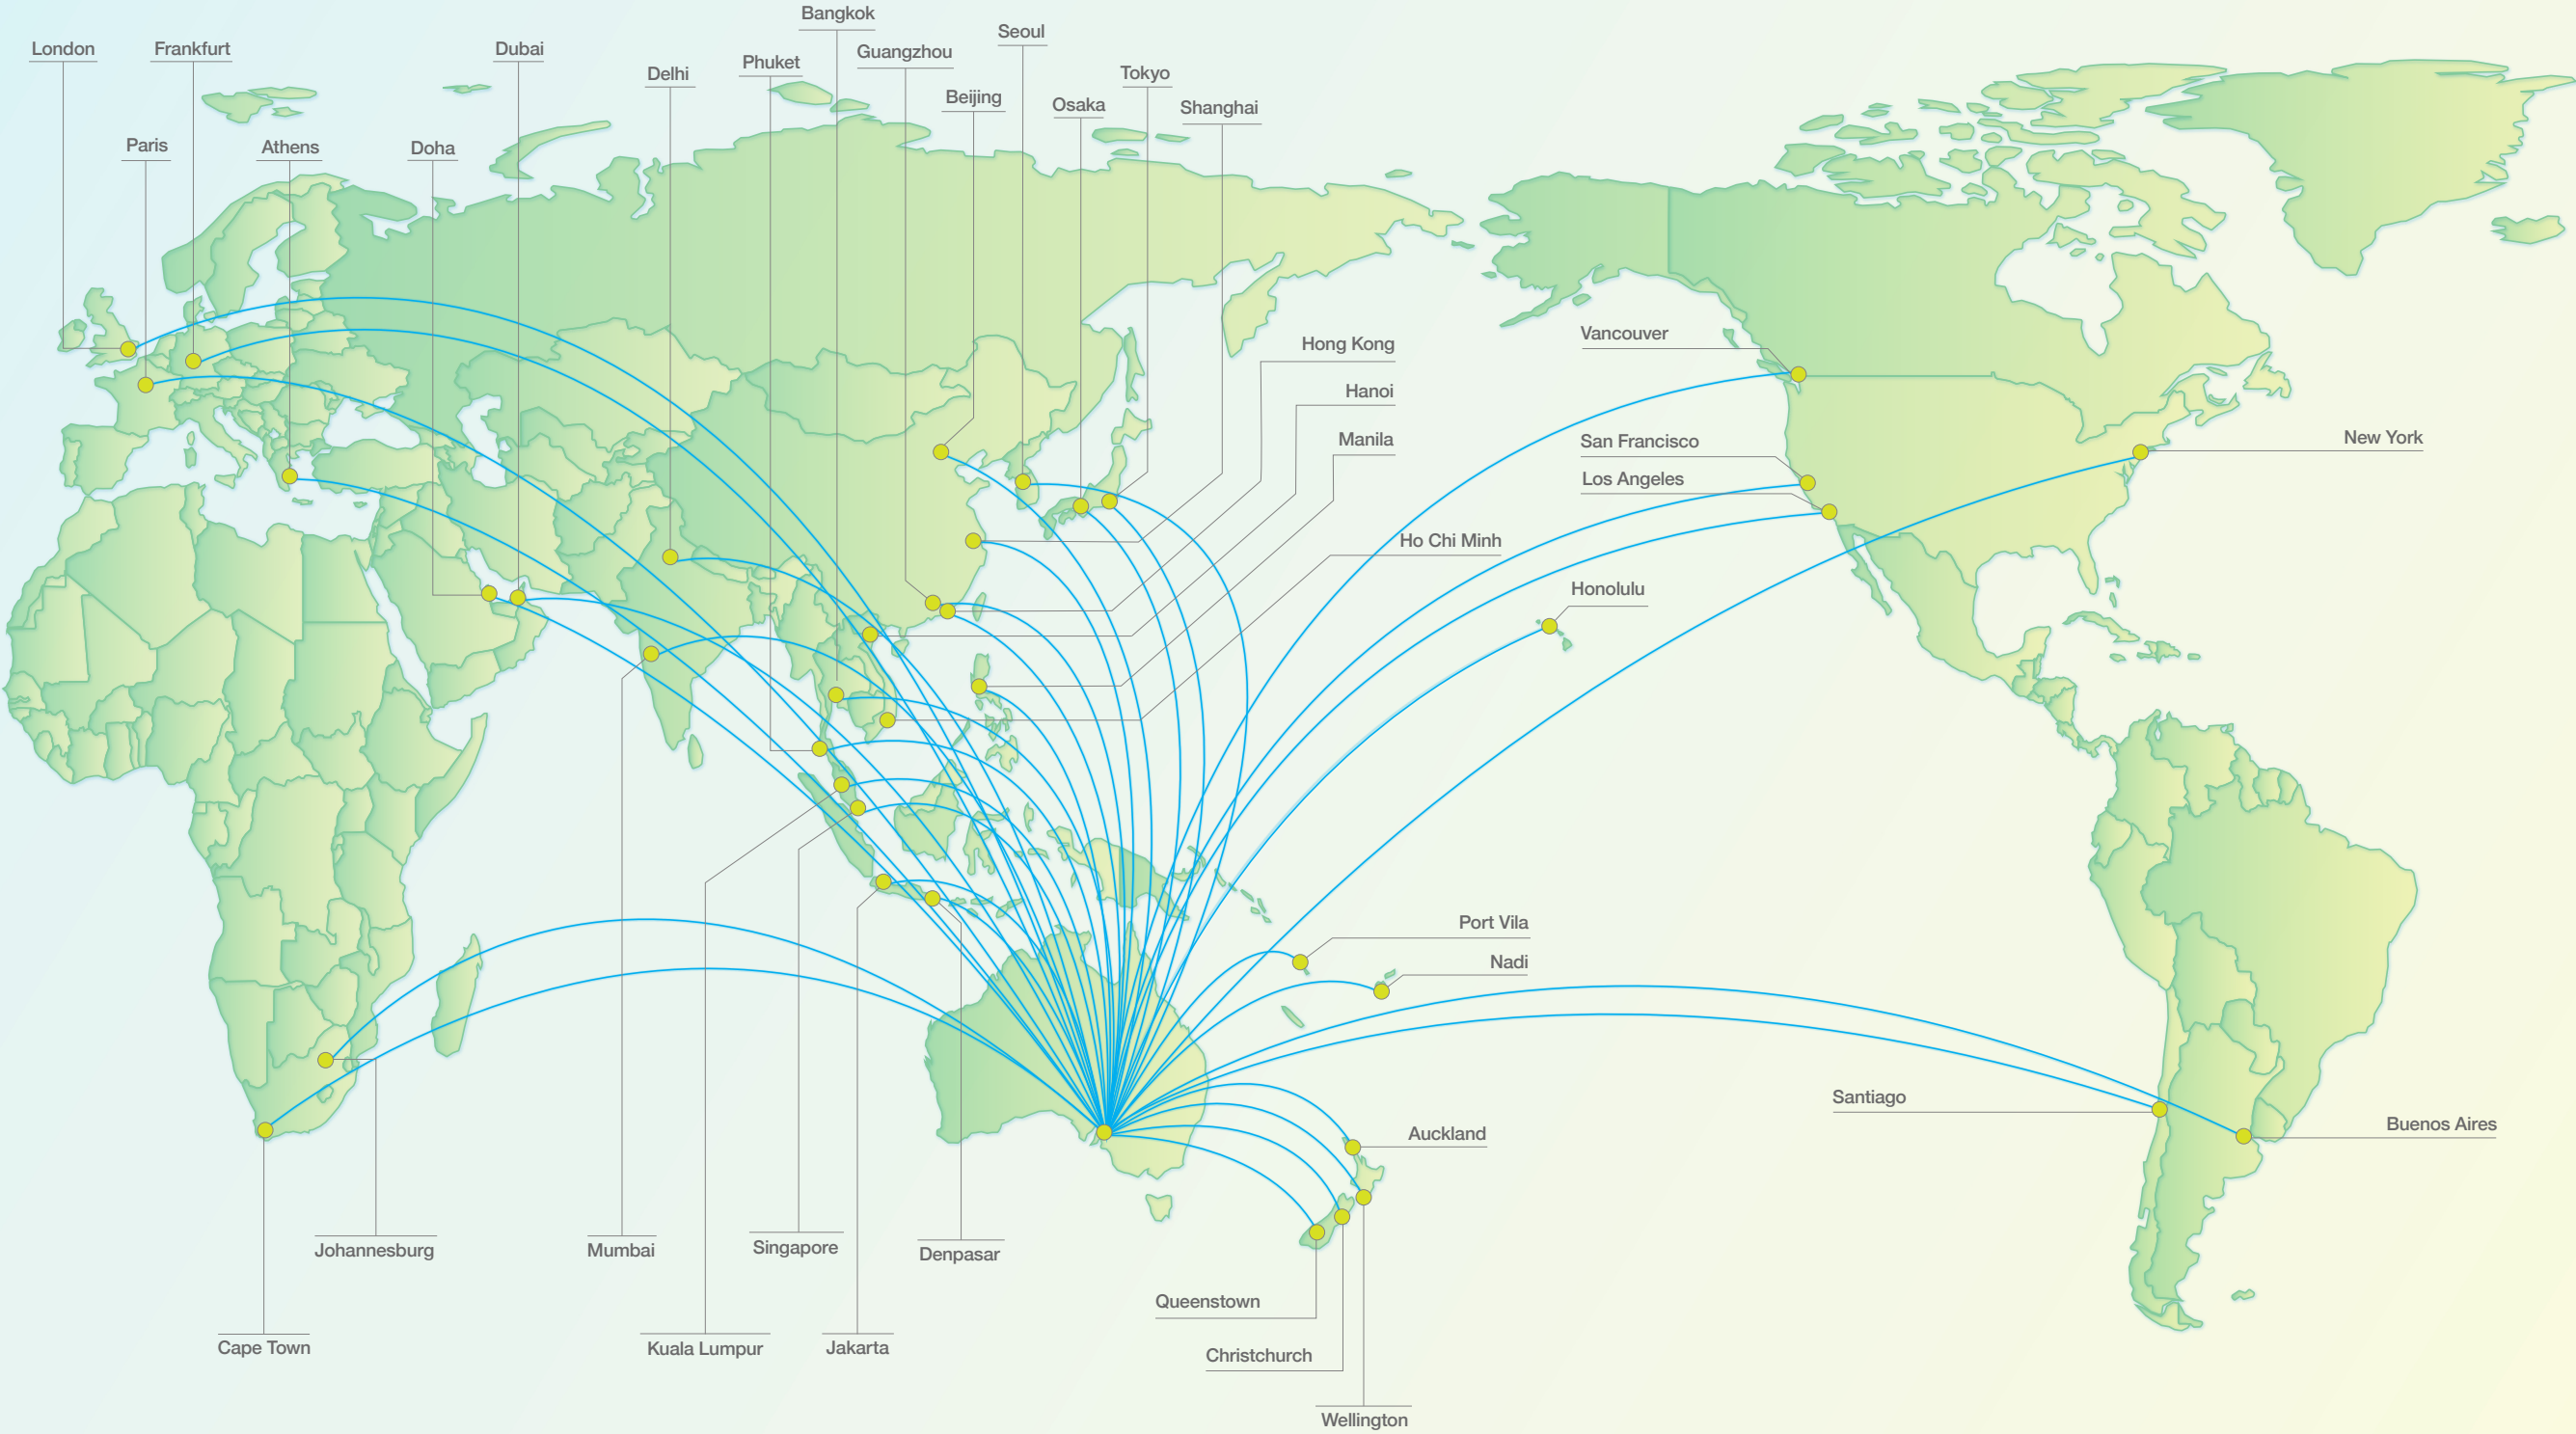 Bangkok
Seoul
London
Frankfurt
Dubai
Guangzhou
Phuket
Delhi
Tokyo
Beijing
Osaka
Shanghai
Paris
Athens
Doha
Vancouver
Hong Kong
Hanoi
Manila
San Francisco
New York
Los Angeles
Ho Chi Minh
Honolulu
Port Vila
Nadi
Santiago
Buenos Aires
Auckland
Johannesburg
Mumbai
Singapore
Denpasar
Queenstown
Cape Town
Kuala Lumpur
Jakarta
Christchurch
Wellington